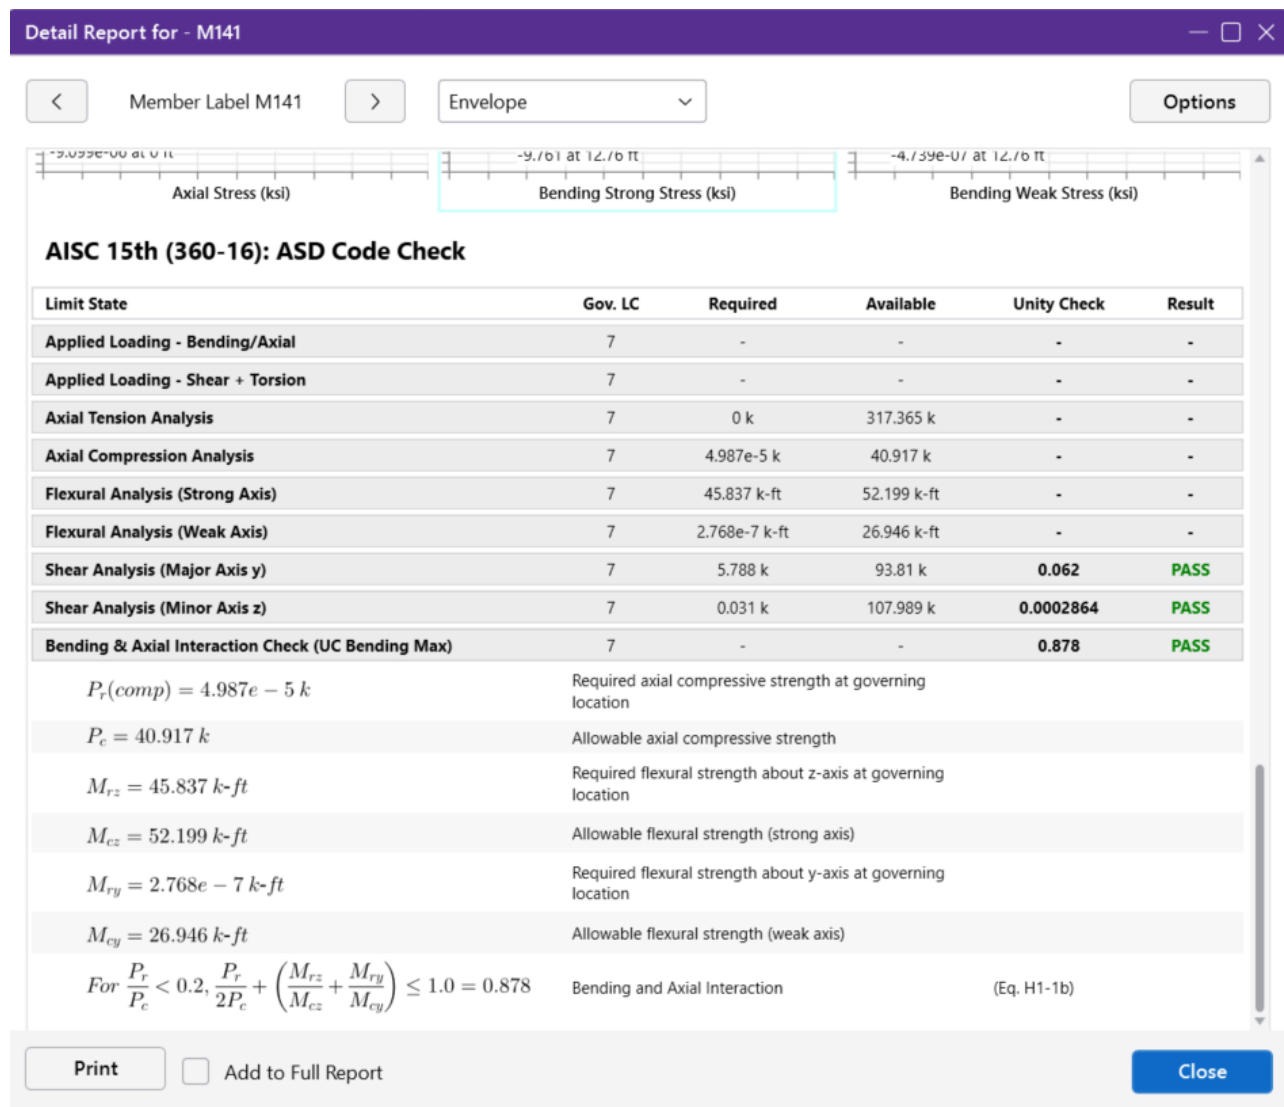 Detail Report for - M141
Member Label M141
Envelope
Options
-9.099e-06 at 0 ft
-9.761 at 12.76 ft
-4.739e-07 at 12.76 ft
Axial Stress (ksi)
Bending Strong Stress (ksi)
Bending Weak Stress (ksi)
AISC 15th (360-16): ASD Code Check
Limit State Gov. LC Required Available Unity Check Result
Applied Loading - Bending/Axial 7 - - - -
Applied Loading - Shear + Torsion 7 - - - -
Axial Tension Analysis 7 0 k 317.365 k - -
Axial Compression Analysis 7 4.987e-5 k 40.917 k - -
Flexural Analysis (Strong Axis) 7 45.837 k-ft 52.199 k-ft - -
Flexural Analysis (Weak Axis) 7 2.768e-7 k-ft 26.946 k-ft - -
Shear Analysis (Major Axis y) 7 5.788 k 93.81 k 0.062 PASS
Shear Analysis (Minor Axis z) 7 0.031 k 107.989 k 0.0002864 PASS
Bending & Axial Interaction Check (UC Bending Max) 7 - - 0.878 PASS
P_r(comp) = 4.987e − 5 k Required axial compressive strength at governing
location
P_c = 40.917 k Allowable axial compressive strength
M_rz = 45.837 k-ft Required flexural strength about z-axis at governing
location
M_cz = 52.199 k-ft Allowable flexural strength (strong axis)
M_ry = 2.768e − 7 k-ft Required flexural strength about y-axis at governing
location
M_cy = 26.946 k-ft Allowable flexural strength (weak axis)
For P_r/P_c < 0.2, P_r/2P_c + (M_rz/M_cz + M_ry/M_cy) ≤ 1.0 = 0.878 Bending and Axial Interaction (Eq. H1-1b)
Print
Add to Full Report
Close